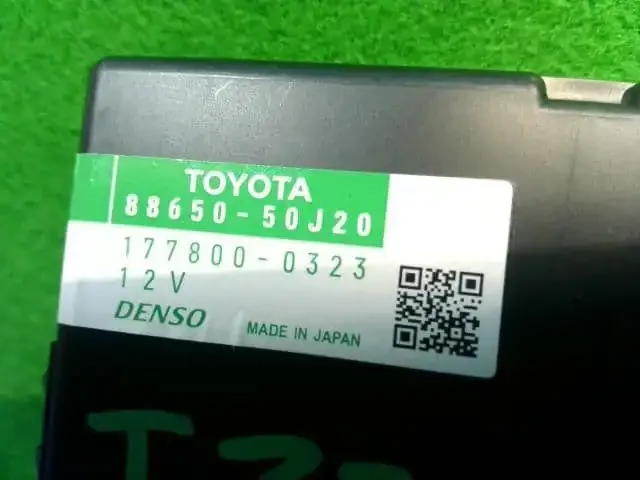 TOYOTA
88650-50J20
177800-0323
12V
DENSO
MADE IN JAPAN